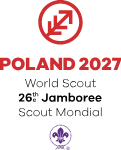 POLAND 2027
World Scout
26th e Jamboree
Scout Mondial